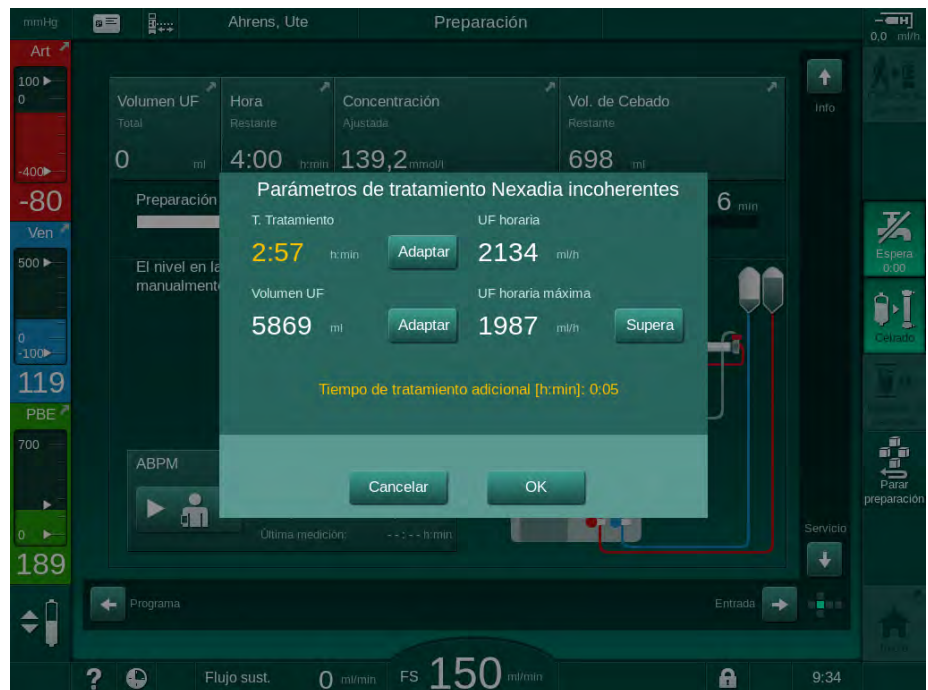 mmHg
Ahrens, Ute
Preparación
0,0 ml/h
Art
100
0
-400
-80
Ven
500
0
-100
119
PBE
700
0
189
Volumen UF
Total
0 ml
Hora
Restante
4:00 h:min
Concentración
Ajustada
139,2 mmol/l
Vol. de Cebado
Restante
698 ml
Info
Preparación
6 min
El nivel en la
manualment
Parámetros de tratamiento Nexadia incoherentes
T. Tratamiento
UF horaria
2:57 h:min Adaptar 2134 ml/h
Volumen UF
UF horaria máxima
5869 ml Adaptar 1987 ml/h Supera
Tiempo de tratamiento adicional [h:min]: 0:05
Cancelar OK
ABPM
Última medición: --:-- h:min
Espera
0:00
Cebado
Parar
preparación
Servicio
Programa
Entrada
? Flujo sust. 0 ml/min FS 150 ml/min 9:34